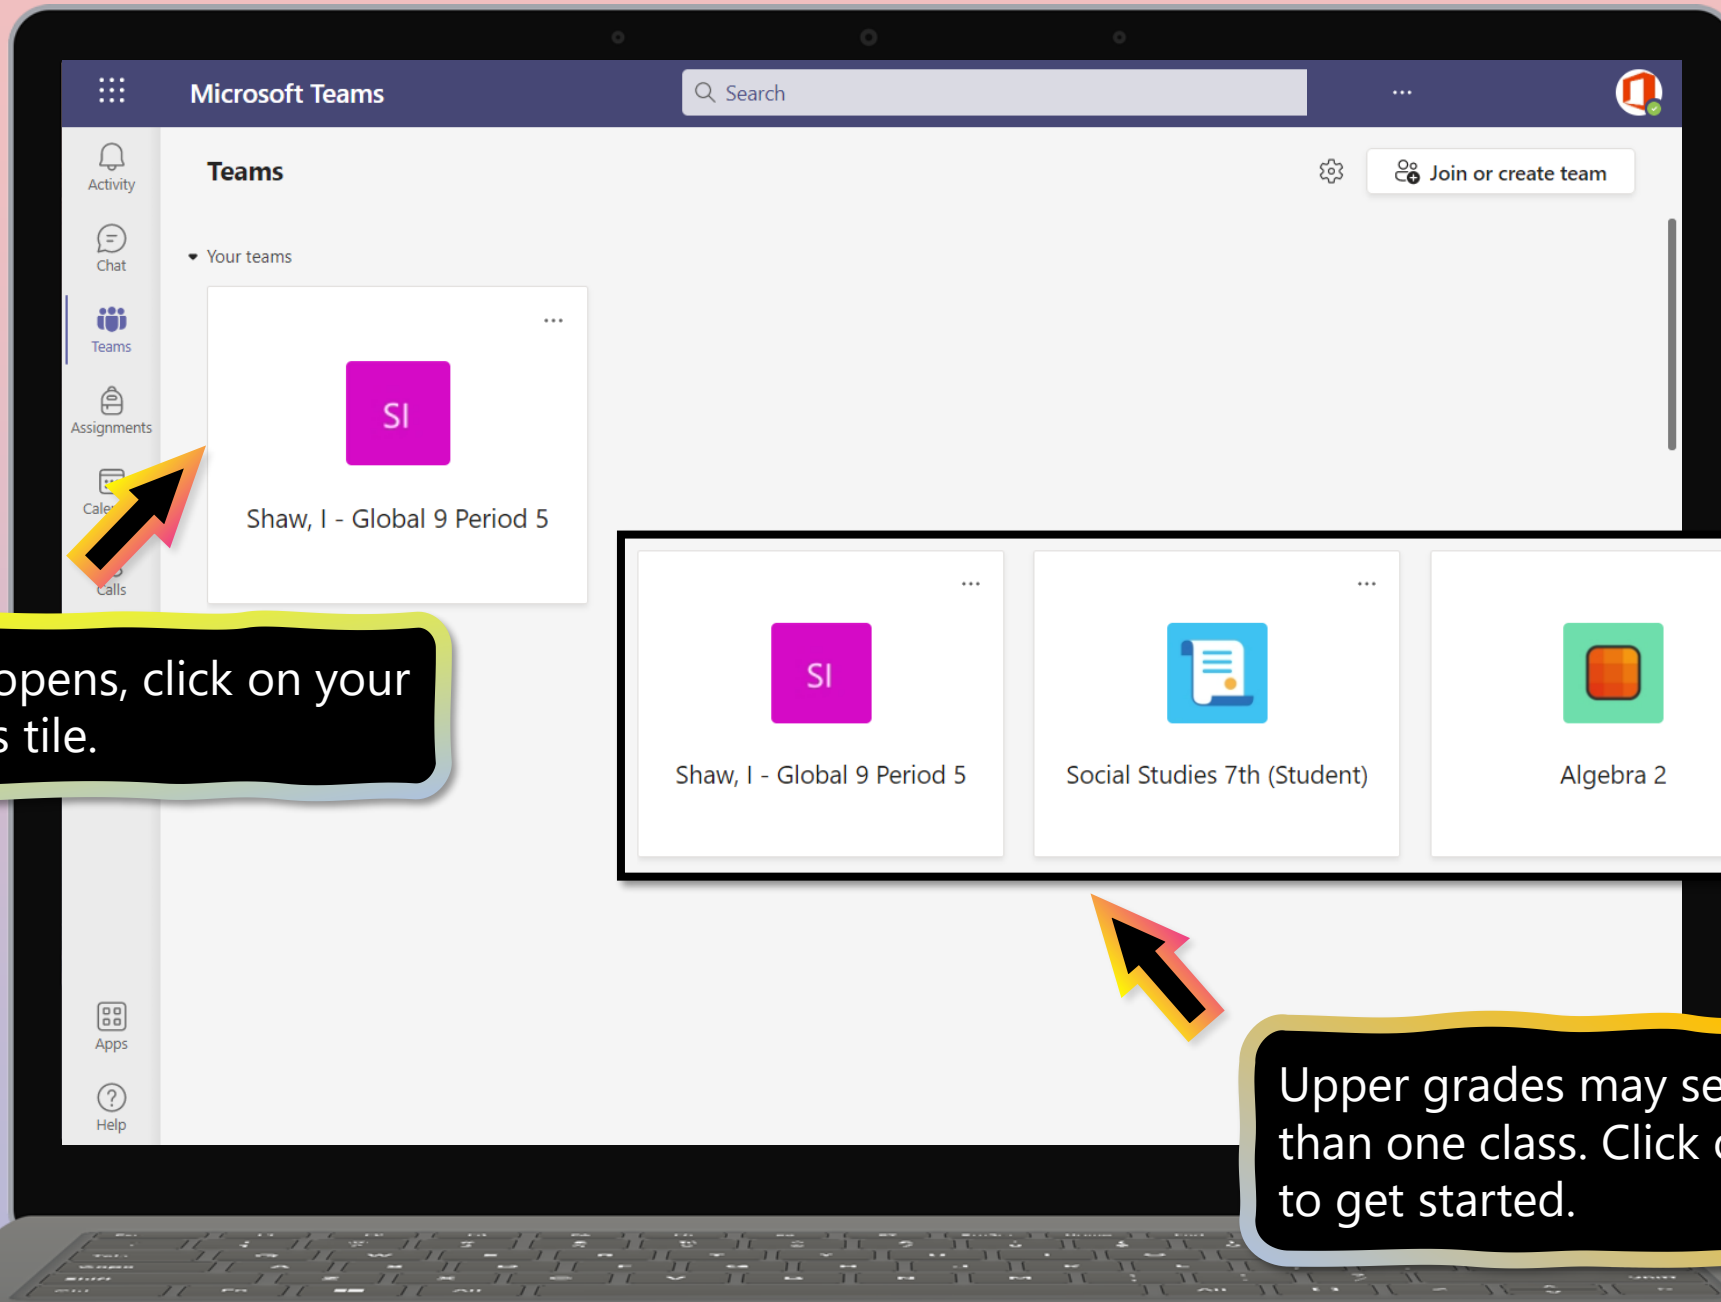 Microsoft Teams
Search
Activity
Teams
Join or create team
Chat
Your teams
Teams
Assignments
SI
Shaw, I - Global 9 Period 5
Calls
opens, click on your
s tile.
SI
Shaw, I - Global 9 Period 5
Social Studies 7th (Student)
Algebra 2
Apps
Help
Upper grades may se
than one class. Click
to get started.